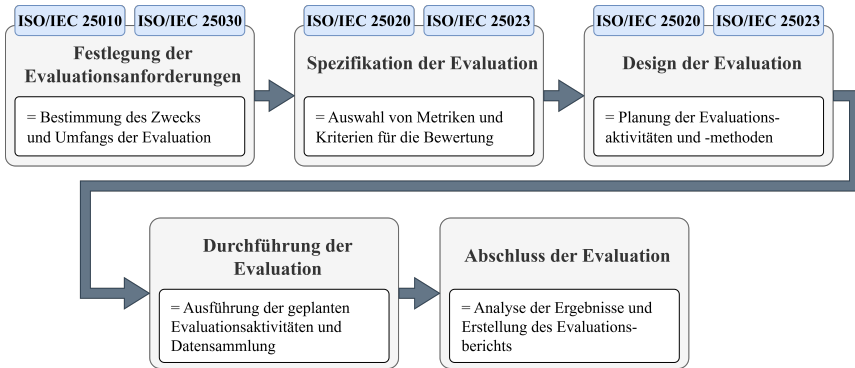 ISO/IEC 25010 ISO/IEC 25030
Festlegung der
Evaluationsanforderungen
= Bestimmung des Zwecks
und Umfangs der Evaluation
ISO/IEC 25020 ISO/IEC 25023
Spezifikation der Evaluation
= Auswahl von Metriken und
Kriterien für die Bewertung
ISO/IEC 25020 ISO/IEC 25023
Design der Evaluation
= Planung der Evaluations-
aktivitäten und -methoden
Durchführung der
Evaluation
= Ausführung der geplanten
Evaluationsaktivitäten und
Datensammlung
Abschluss der Evaluation
= Analyse der Ergebnisse und
Erstellung des Evaluations-
berichts